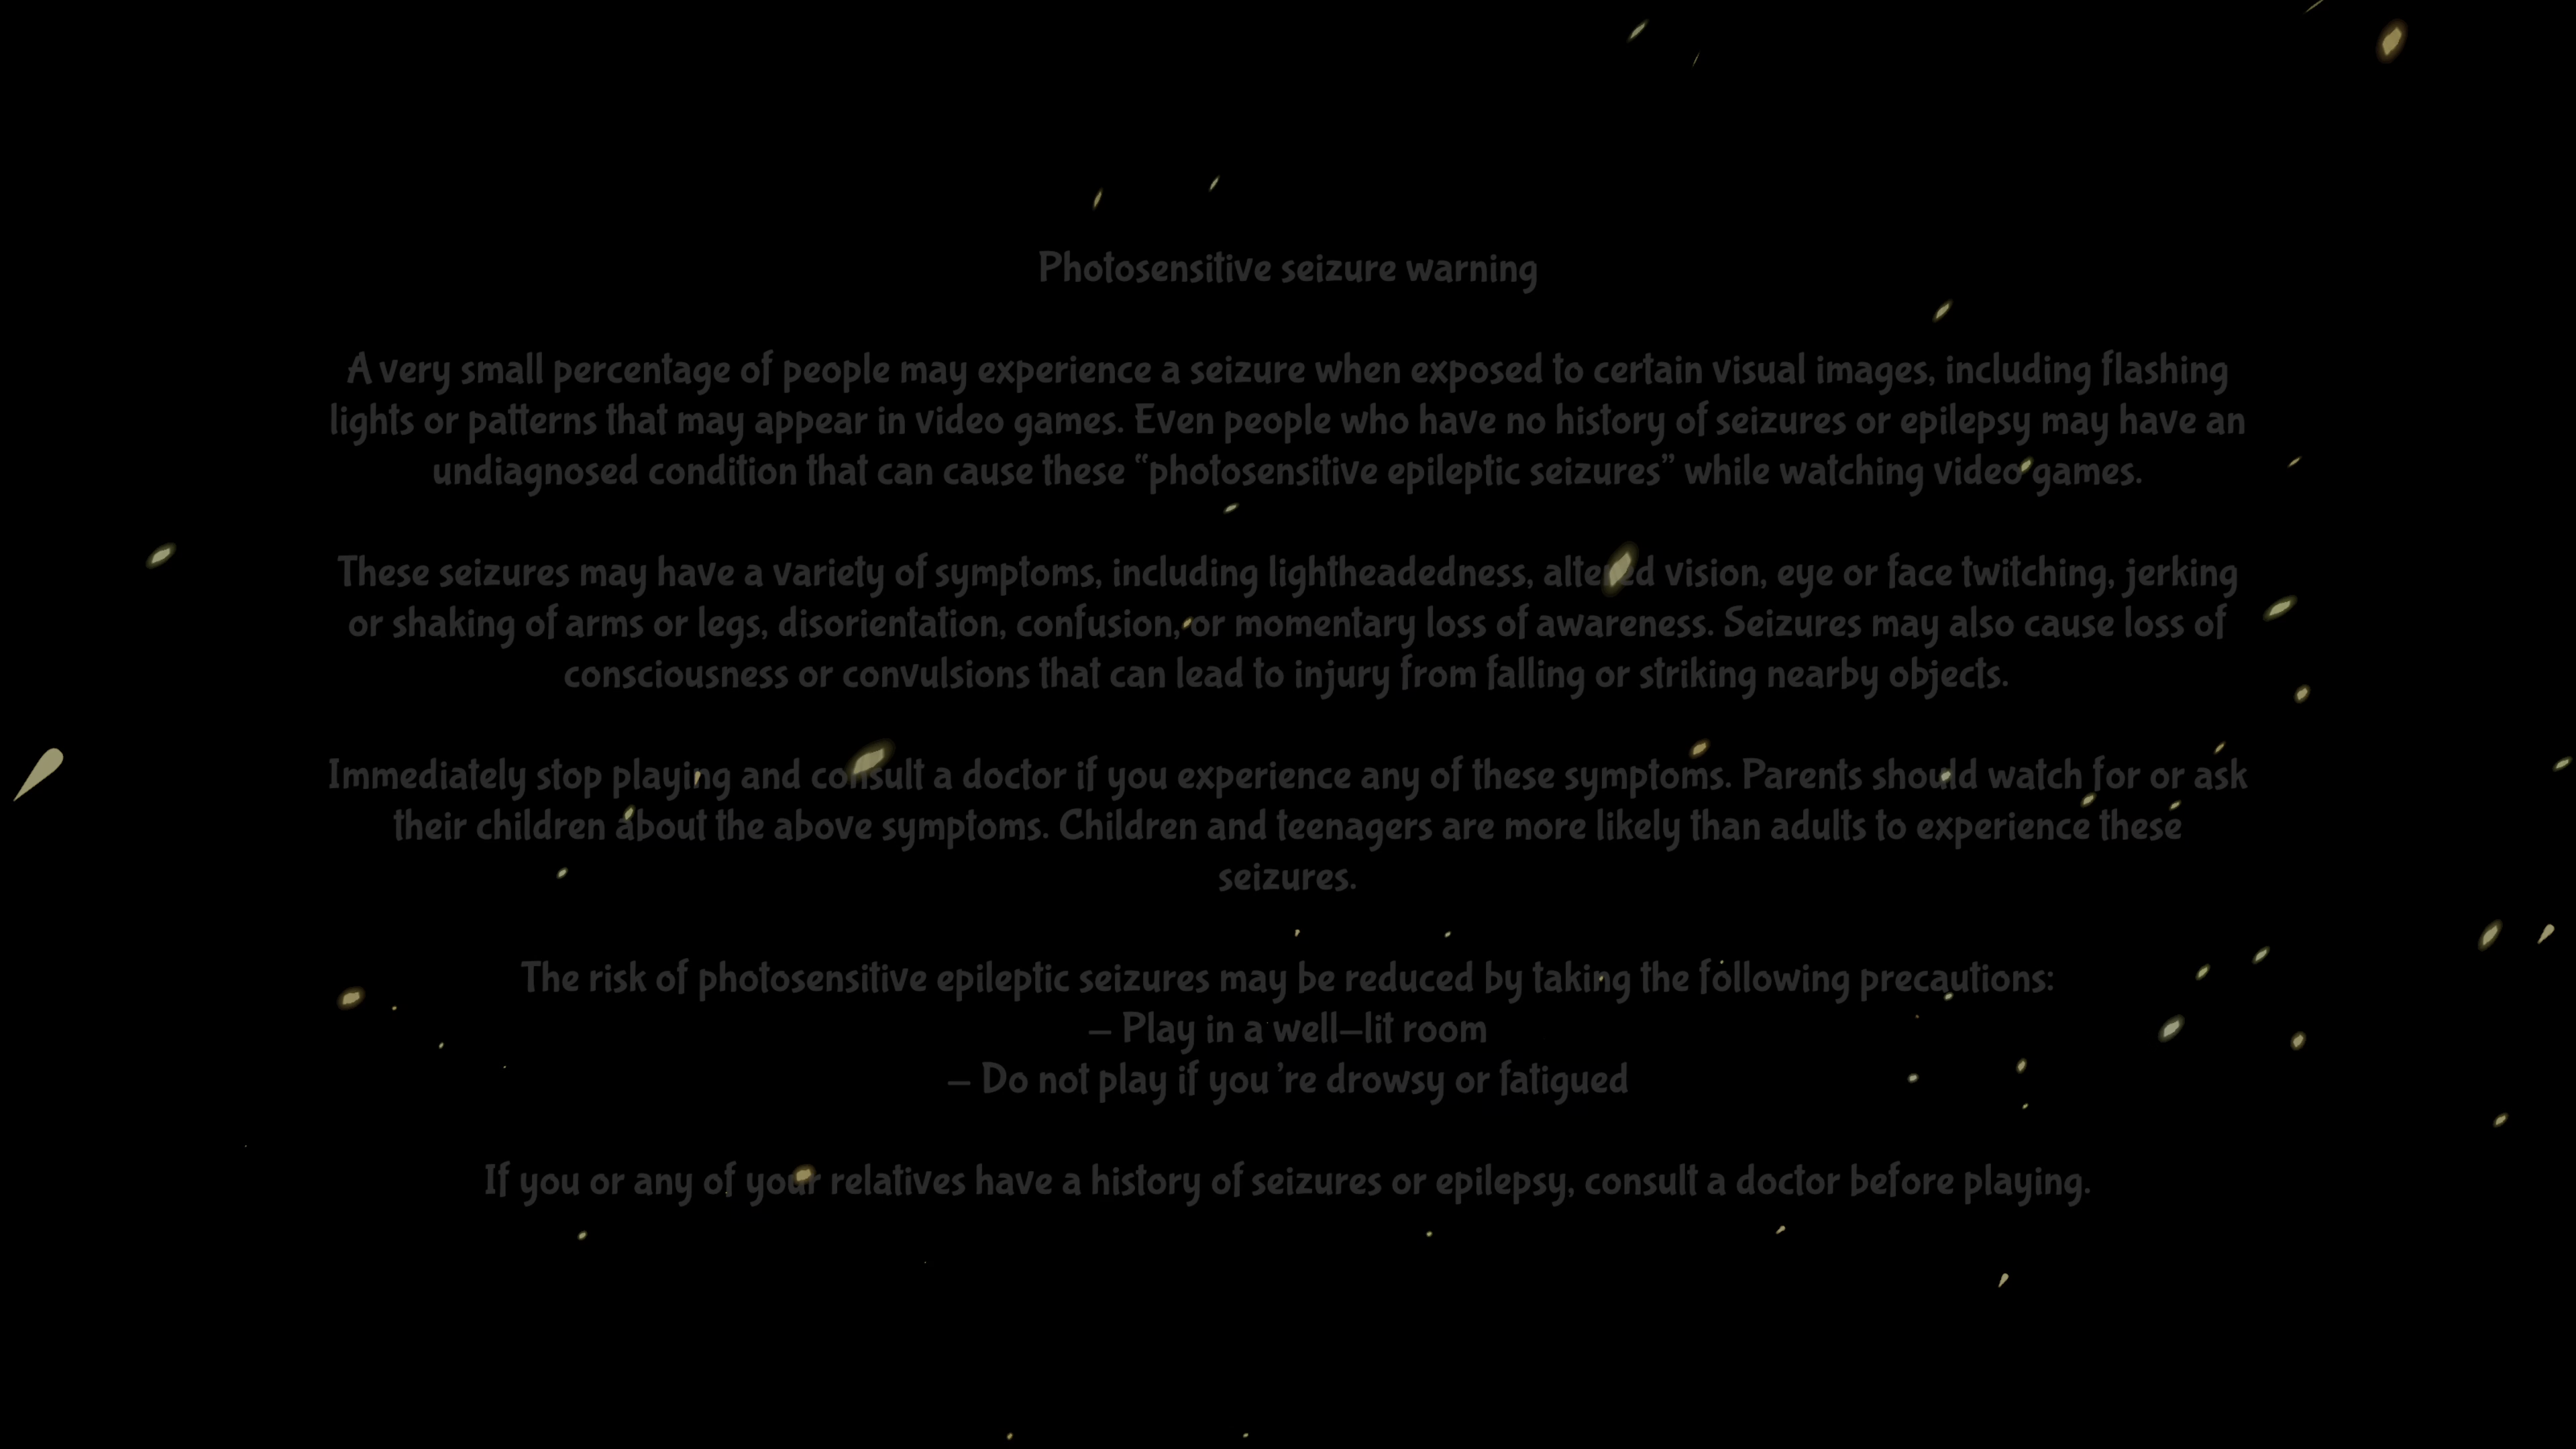 Photosensitive seizure warning
A very small percentage of people may experience a seizure when exposed to certain visual images, including flashing
lights or patterns that may appear in video games. Even people who have no history of seizures or epilepsy may have an
undiagnosed condition that can cause these “photosensitive epileptic seizures” while watching video games.
These seizures may have a variety of symptoms, including lightheadedness, altered vision, eye or face twitching, jerking
or shaking of arms or legs, disorientation, confusion, or momentary loss of awareness. Seizures may also cause loss of
consciousness or convulsions that can lead to injury from falling or striking nearby objects.
Immediately stop playing and consult a doctor if you experience any of these symptoms. Parents should watch for or ask
their children about the above symptoms. Children and teenagers are more likely than adults to experience these
seizures.
The risk of photosensitive epileptic seizures may be reduced by taking the following precautions:
– Play in a well–lit room
– Do not play if you're drowsy or fatigued
If you or any of your relatives have a history of seizures or epilepsy, consult a doctor before playing.